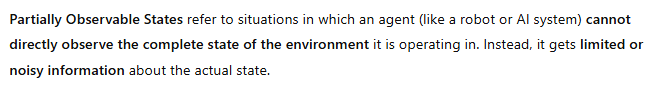 Partially Observable States refer to situations in which an agent (like a robot or AI system) cannot
directly observe the complete state of the environment it is operating in. Instead, it gets limited or
noisy information about the actual state.